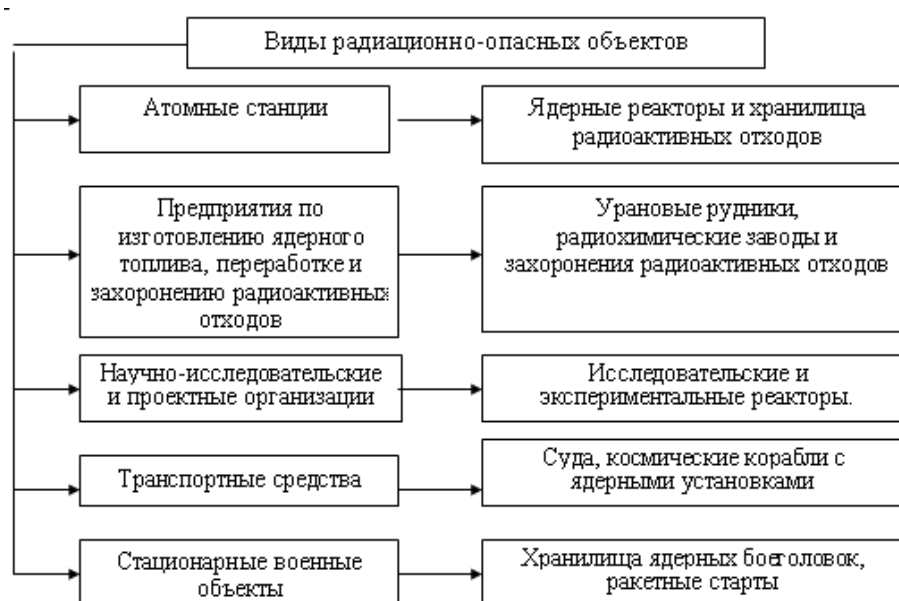 Виды радиационно-опасных объектов
Атомные станции
Ядерные реакторы и хранилища
радиоактивных отходов
Предприятия по
изготовлению ядерного
топлива, переработке и
захоронению радиоактивных
отходов
Урановые рудники,
радиохимические заводы и
захоронения радиоактивных отходов
Научно-исследовательские
и проектные организации
Исследовательские и
экспериментальные реакторы.
Транспортные средства
Суда, космические корабли с
ядерными установками
Стационарные военные
объекты
Хранилища ядерных боеголовок,
ракетные старты